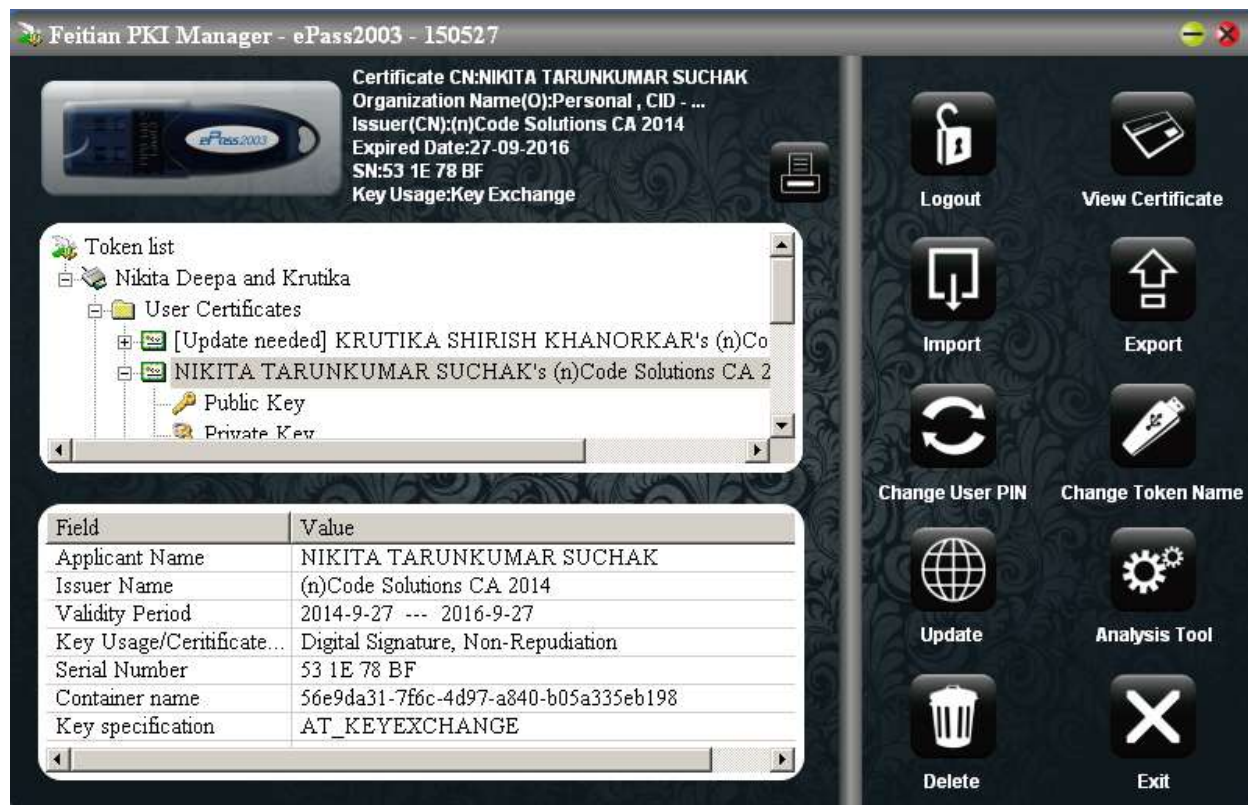 Feitian PKI Manager - ePass2003 - 150527
ePass2003
Certificate CN:NIKITA TARUNKUMAR SUCHAK
Organization Name(O):Personal , CID - ...
Issuer(CN):(n)Code Solutions CA 2014
Expired Date:27-09-2016
SN:53 1E 78 BF
Key Usage:Key Exchange
Token list
Nikita Deepa and Krutika
User Certificates
[Update needed] KRUTIKA SHIRISH KHANORKAR's (n)Co
NIKITA TARUNKUMAR SUCHAK's (n)Code Solutions CA 2
Public Key
Private Key
Field Value
Applicant Name NIKITA TARUNKUMAR SUCHAK
Issuer Name (n)Code Solutions CA 2014
Validity Period 2014-9-27 --- 2016-9-27
Key Usage/Ceritificate... Digital Signature, Non-Repudiation
Serial Number 53 1E 78 BF
Container name 56e9da31-7f6c-4d97-a840-b05a335eb198
Key specification AT_KEYEXCHANGE
Logout View Certificate
Import Export
Change User PIN Change Token Name
Update Analysis Tool
Delete Exit